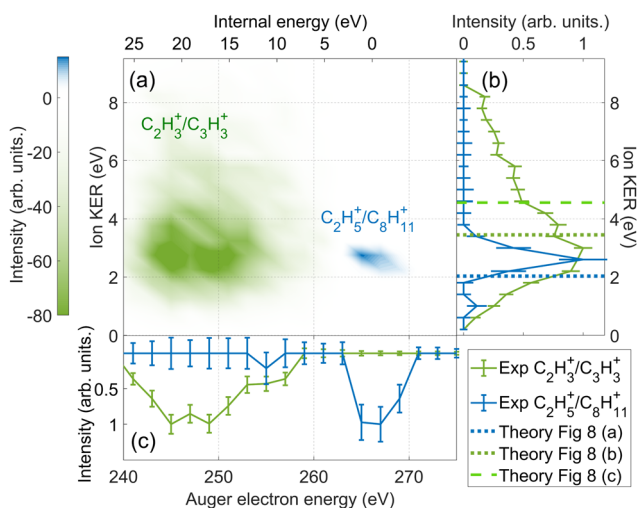 Internal energy (eV)
25 20 15 10 5 0
Intensity (arb. units.)
0 0.5 1
(a)
(b)
C₂H₃⁺/C₃H₃⁺
C₂H₅⁺/C₈H₁₁⁺
Intensity (arb. units.)
0
-20
-40
-60
-80
Ion KER (eV)
8
6
4
2
0
Ion KER (eV)
8
6
4
2
0
Intensity (arb. units.)
0.5
1
(c)
240 250 260 270
Auger electron energy (eV)
Exp C₂H₃⁺/C₃H₃⁺
Exp C₂H₅⁺/C₈H₁₁⁺
Theory Fig 8 (a)
Theory Fig 8 (b)
Theory Fig 8 (c)